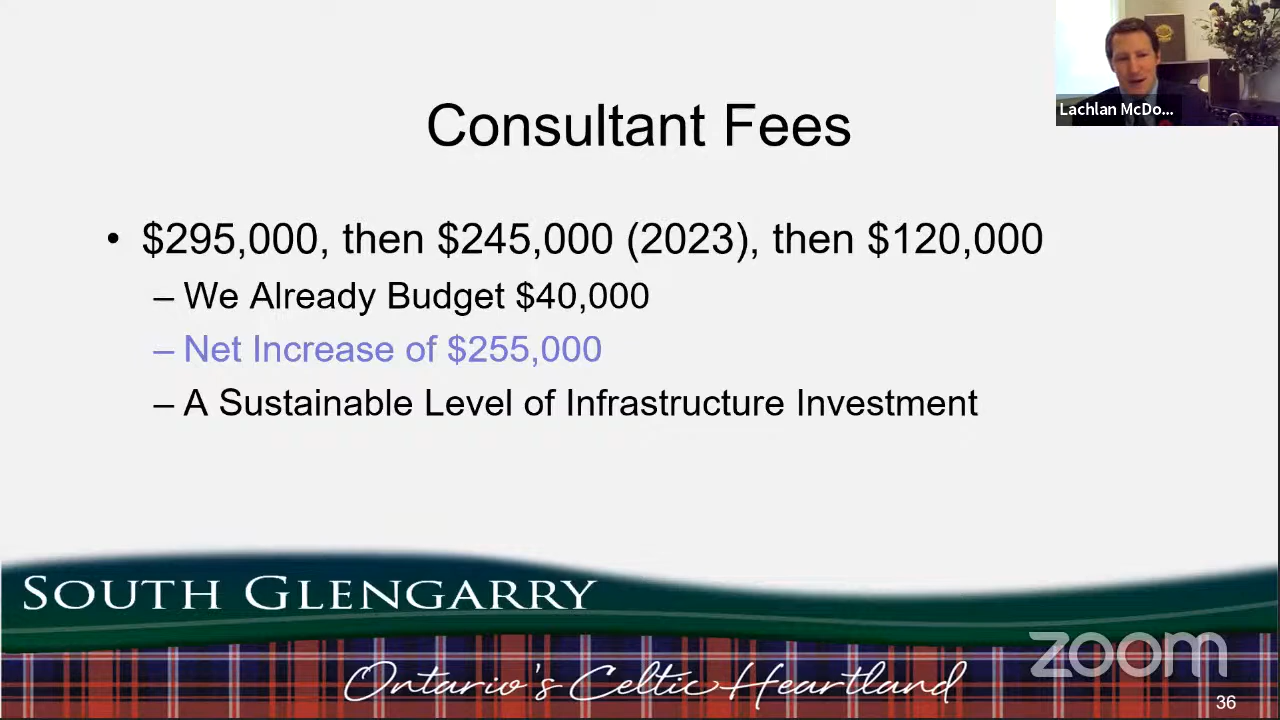 Lachlan McDo...
Consultant Fees
• $295,000, then $245,000 (2023), then $120,000
– We Already Budget $40,000
– Net Increase of $255,000
– A Sustainable Level of Infrastructure Investment
SOUTH GLENGARRY
zoom
Ontario's Celtic Heartland
36